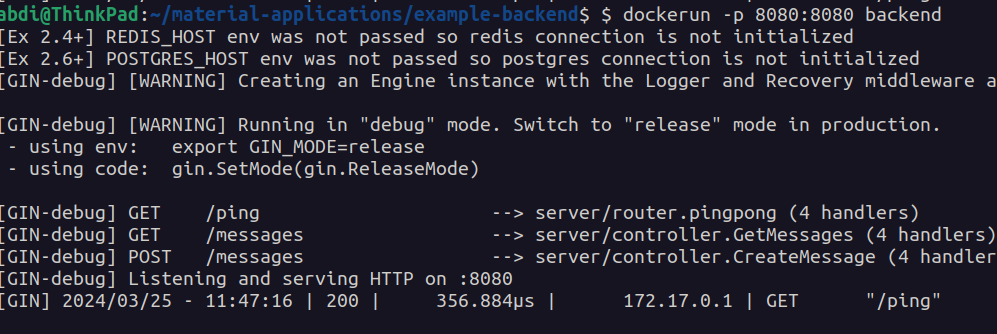 abdi@ThinkPad:~/material-applications/example-backend$ $ dockerun -p 8080:8080 backend
[Ex 2.4+] REDIS_HOST env was not passed so redis connection is not initialized
[Ex 2.6+] POSTGRES_HOST env was not passed so postgres connection is not initialized
[GIN-debug] [WARNING] Creating an Engine instance with the Logger and Recovery middleware a
[GIN-debug] [WARNING] Running in "debug" mode. Switch to "release" mode in production.
- using env:   export GIN_MODE=release
- using code:  gin.SetMode(gin.ReleaseMode)
[GIN-debug] GET    /ping                     --> server/router.pingpong (4 handlers)
[GIN-debug] GET    /messages                 --> server/controller.GetMessages (4 handlers)
[GIN-debug] POST   /messages                 --> server/controller.CreateMessage (4 handler
[GIN-debug] Listening and serving HTTP on :8080
[GIN] 2024/03/25 - 11:47:16 | 200 |     356.884µs |      172.17.0.1 | GET      "/ping"